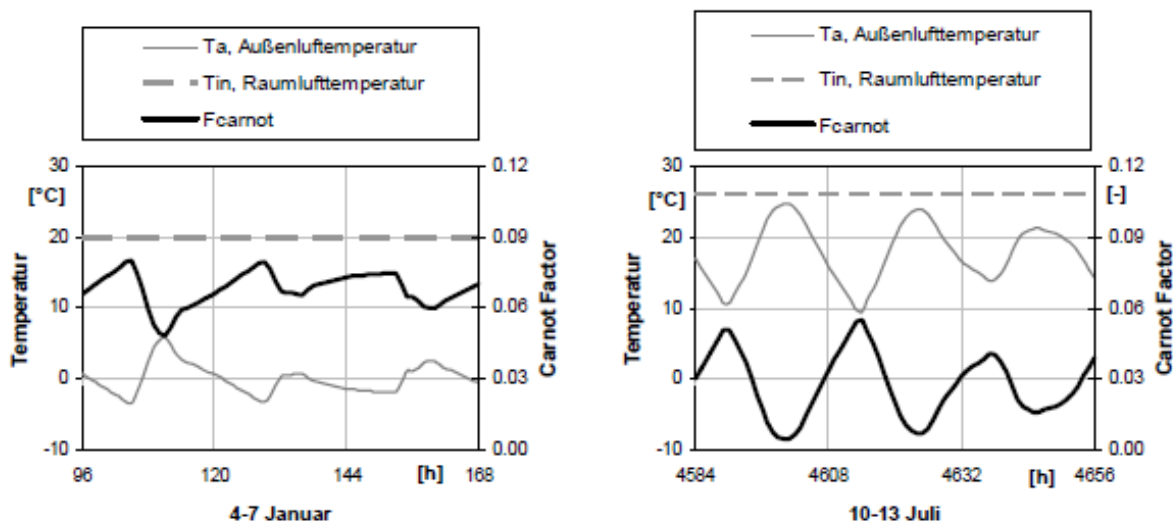 Ta, Außenlufttemperatur
Tin, Raumlufttemperatur
Fcarnot
30
20
10
0
-10
[°C]
Temperatur
0.12
0.09
0.06
0.03
0.00
Carnot Factor
96
120
144
[h]
168
4-7 Januar
Ta, Außenlufttemperatur
Tin, Raumlufttemperatur
Fcarnot
30
20
10
0
-10
[°C]
Temperatur
0.12
0.09
0.06
0.03
0.00
[-]
Carnot Factor
4584
4608
4632
[h]
4656
10-13 Juli